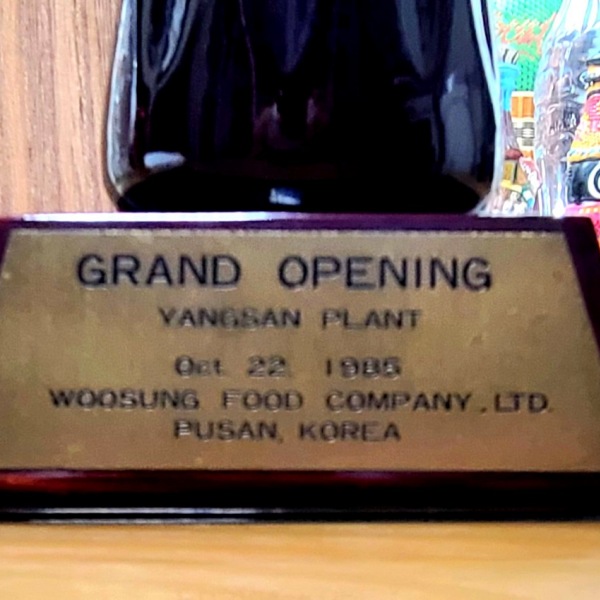 GRAND OPENING
YANGSAN PLANT
Oct. 22. 1985
WOOSUNG FOOD COMPANY, LTD.
PUSAN, KOREA